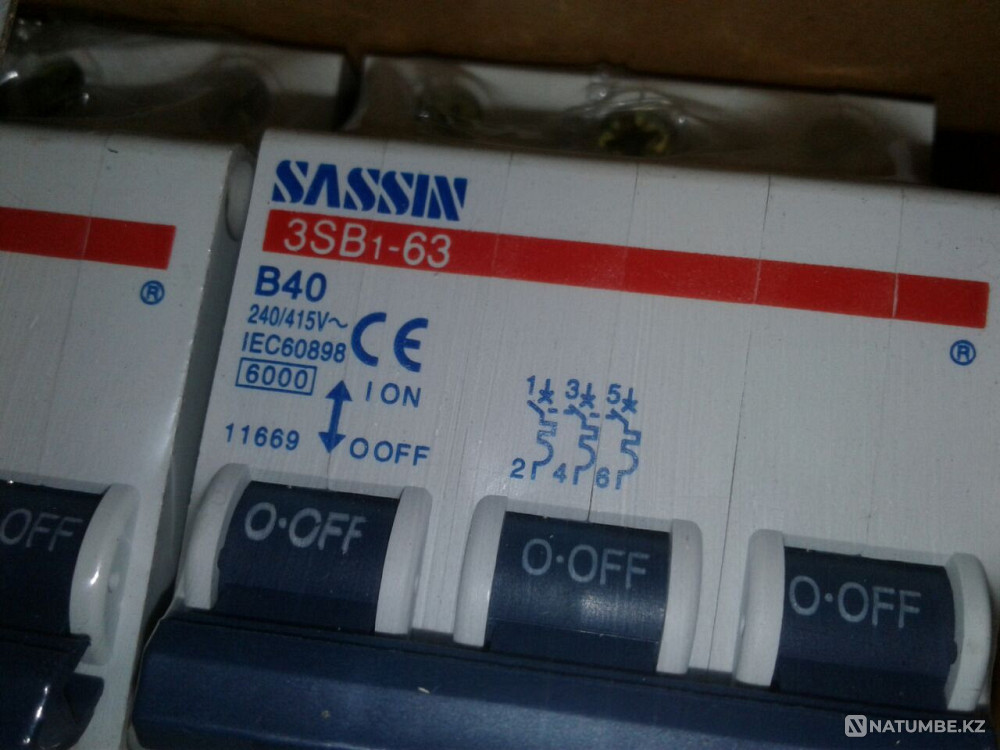 SASSIN
3SB1-63
B40
240/415V~
IEC60898
CE
6000
I ON
11669
O OFF
1 3 5
2 4 6
®
®
OFF
O·OFF
O·OFF
O·OFF
NATUMBE.KZ